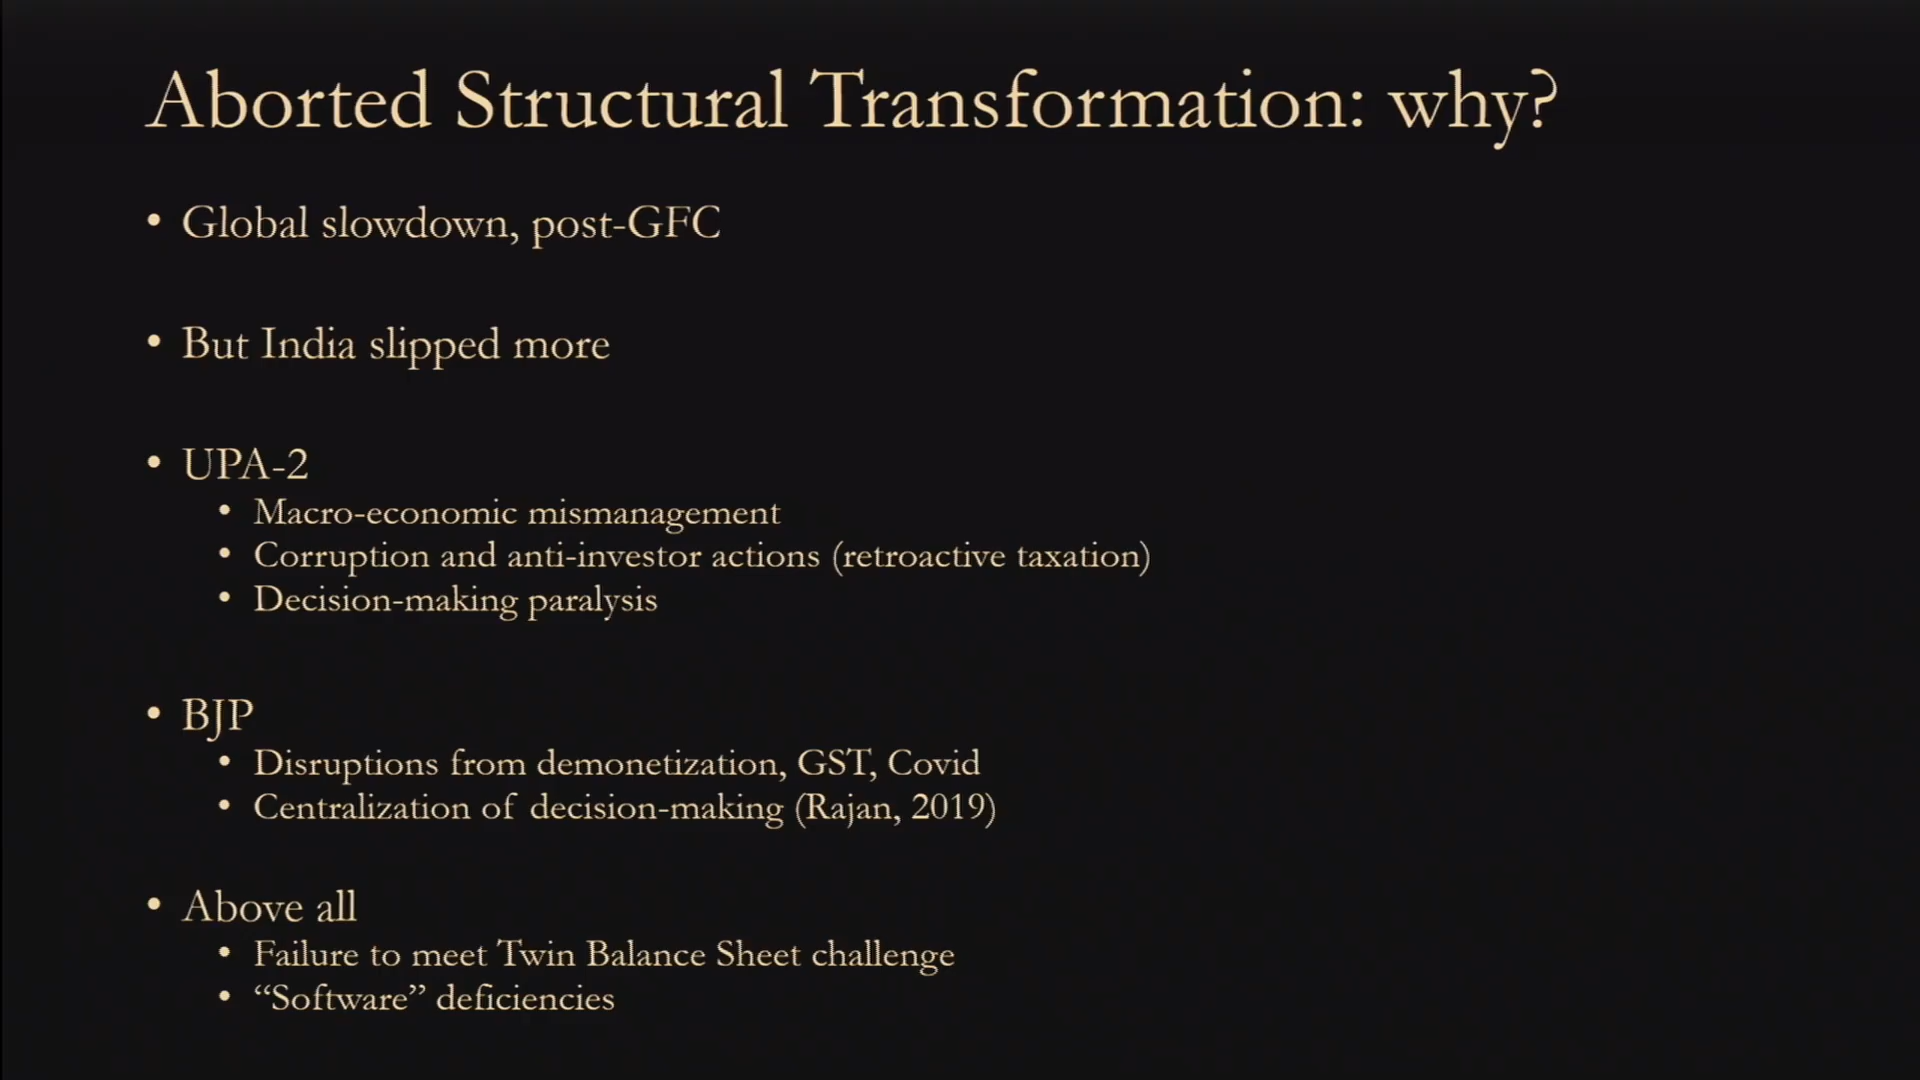 Aborted Structural Transformation: why?
• Global slowdown, post-GFC
• But India slipped more
• UPA-2
• Macro-economic mismanagement
• Corruption and anti-investor actions (retroactive taxation)
• Decision-making paralysis
• BJP
• Disruptions from demonetization, GST, Covid
• Centralization of decision-making (Rajan, 2019)
• Above all
• Failure to meet Twin Balance Sheet challenge
• “Software” deficiencies